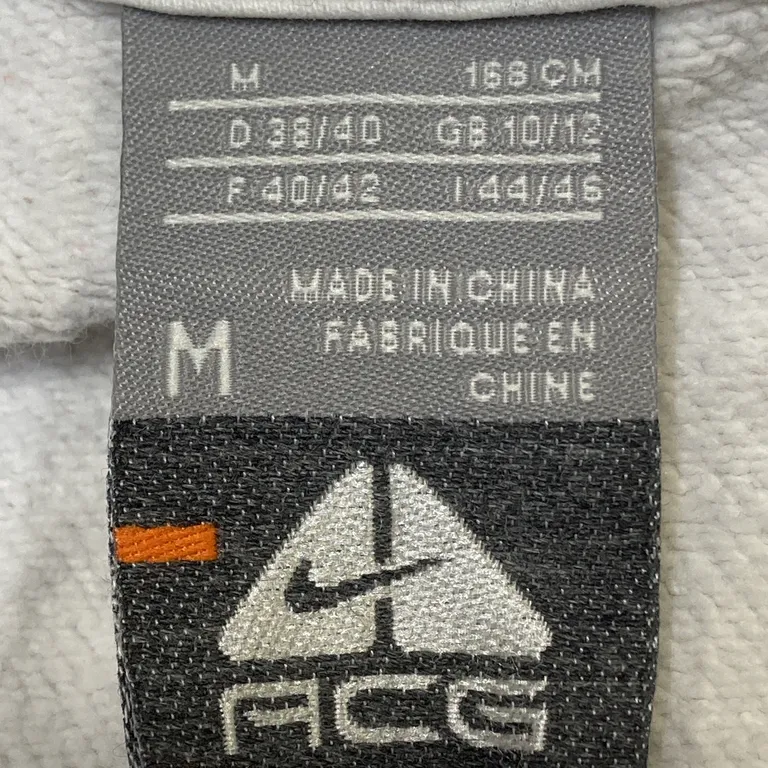 M 168 CM
D 38/40 GB 10/12
F 40/42 I 44/46
MADE IN CHINA
FABRIQUE EN
CHINE
M
ACG